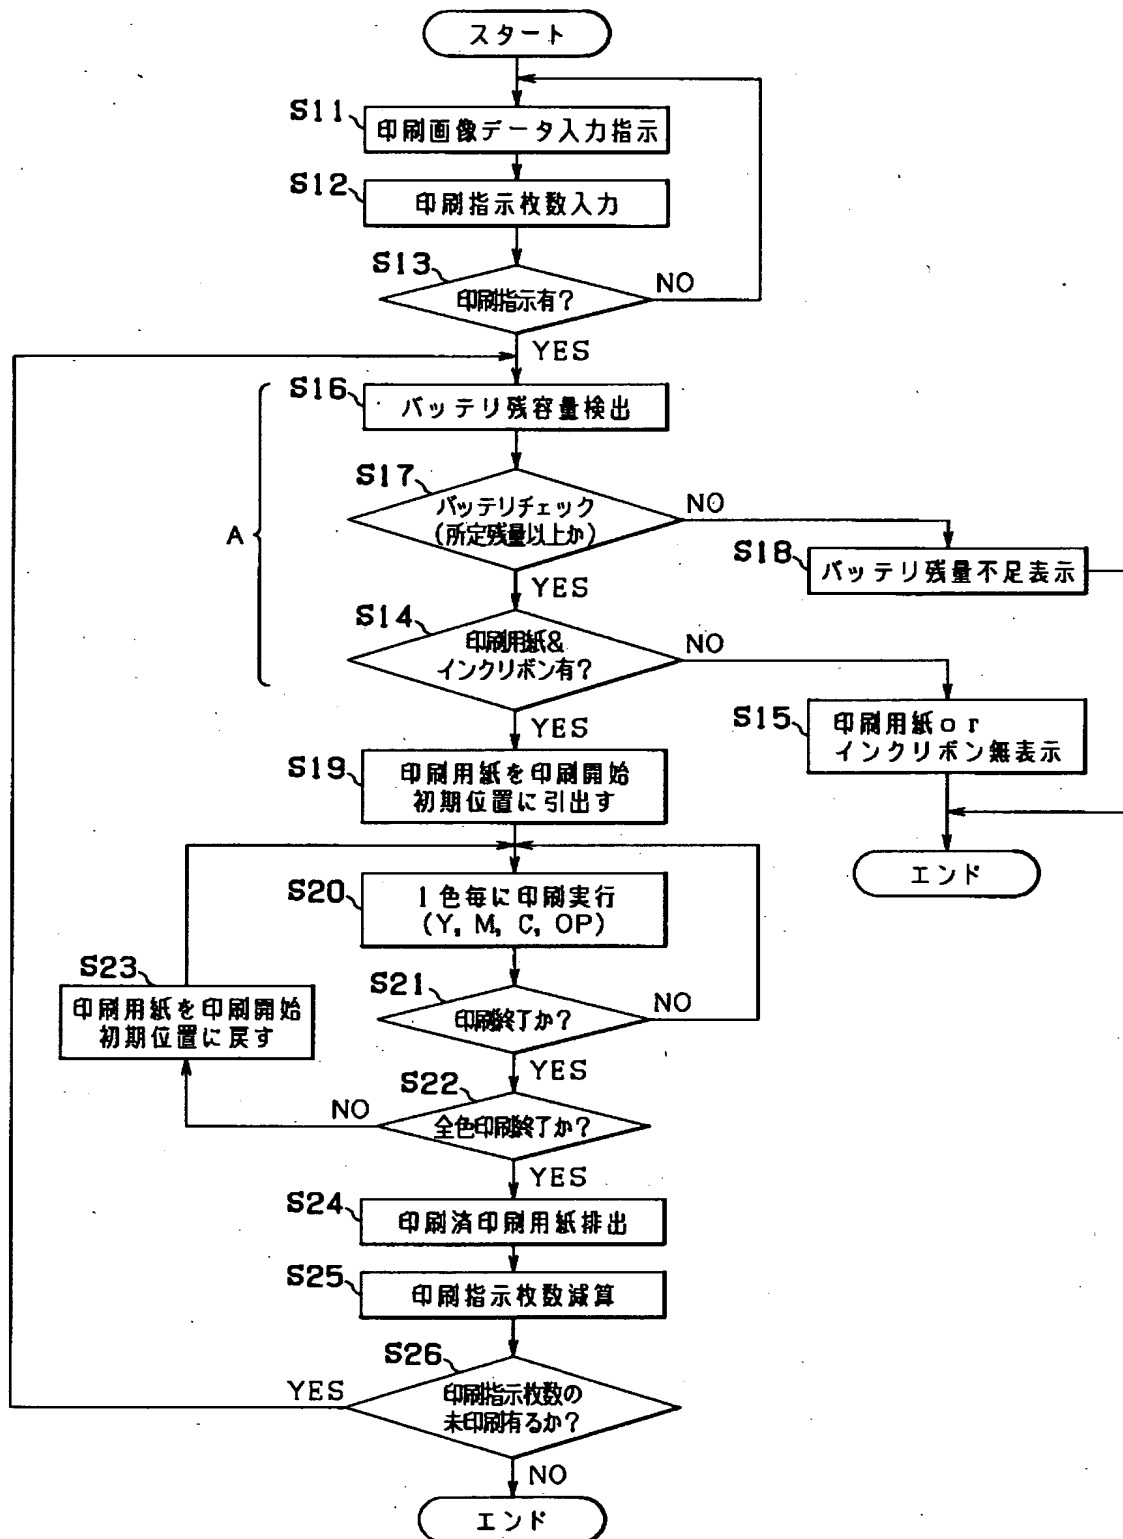 スタート
S11
印刷画像データ入力指示
S12
印刷指示枚数入力
S13
印刷指示有?
NO
YES
S16
バッテリ残容量検出
A
S17
バッテリチェック
(所定残量以上か)
NO
YES
S18
バッテリ残量不足表示
S14
印刷用紙&
インクリボン有?
NO
YES
S15
印刷用紙or
インクリボン無表示
エンド
S19
印刷用紙を印刷開始
初期位置に引出す
S20
1色毎に印刷実行
(Y, M, C, OP)
S21
印刷終了か?
NO
YES
S23
印刷用紙を印刷開始
初期位置に戻す
S22
全色印刷終了か?
NO
YES
S24
印刷済印刷用紙排出
S25
印刷指示枚数減算
S26
印刷指示枚数の
未印刷有るか?
YES
NO
エンド